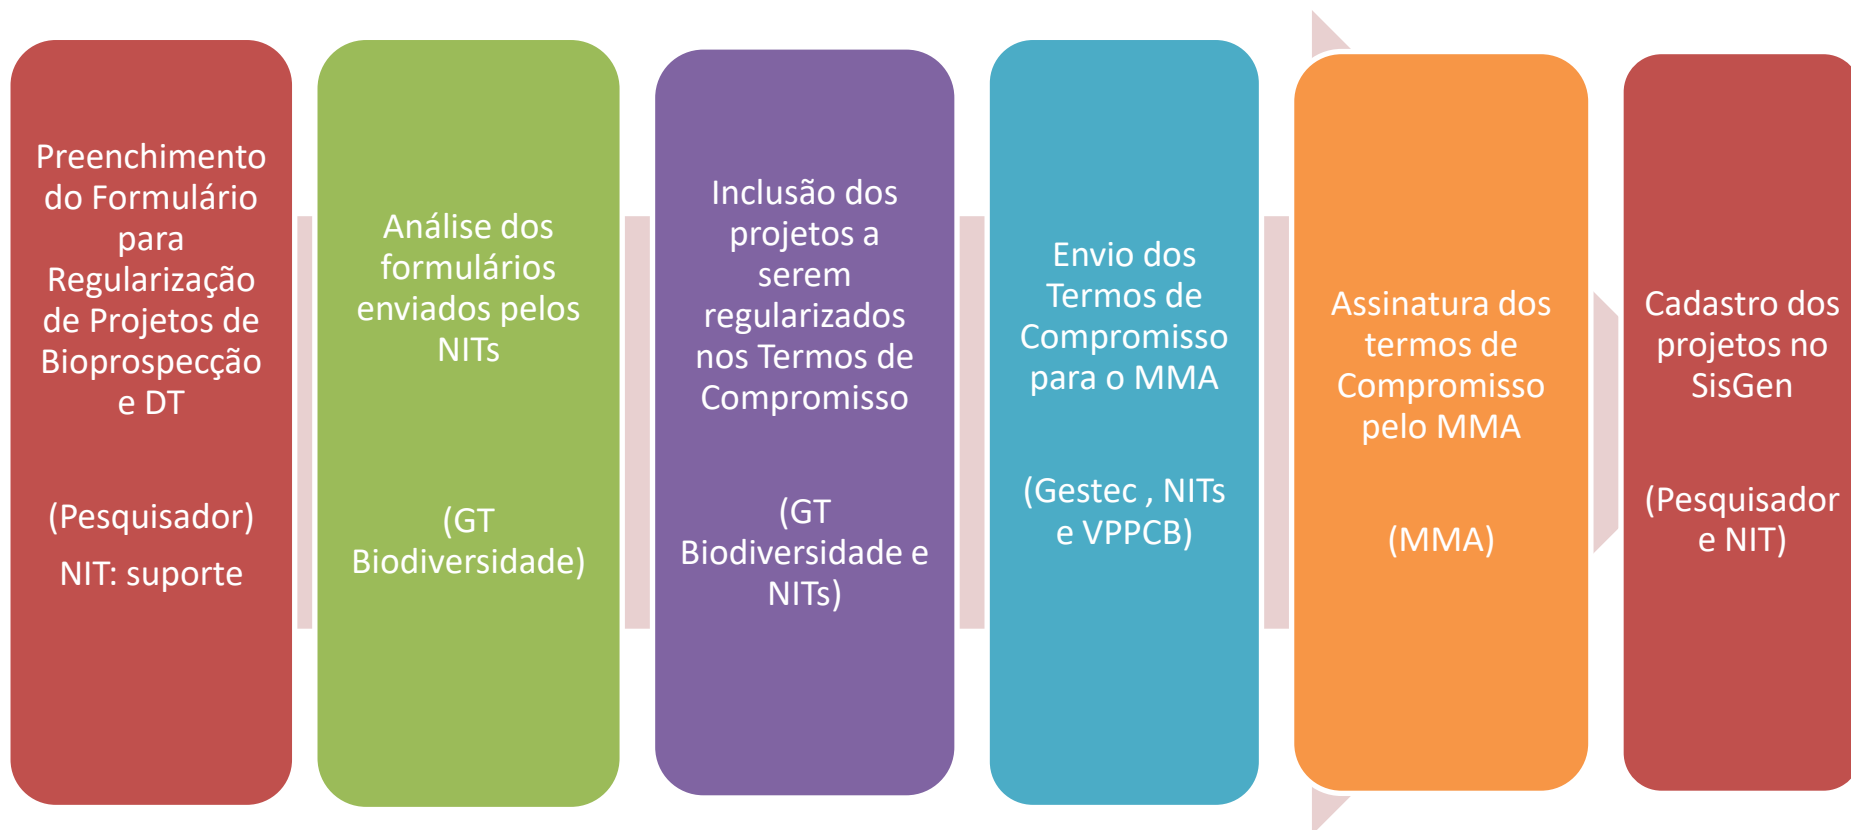 Preenchimento
do Formulário
para
Regularização
de Projetos de
Bioprospecção
e DT
(Pesquisador)
NIT: suporte
Análise dos
formulários
enviados pelos
NITs
(GT
Biodiversidade)
Inclusão dos
projetos a
serem
regularizados
nos Termos de
Compromisso
(GT
Biodiversidade e
NITs)
Envio dos
Termos de
Compromisso
para o MMA
(Gestec , NITs
e VPPCB)
Assinatura dos
termos de
Compromisso
pelo MMA
(MMA)
Cadastro dos
projetos no
SisGen
(Pesquisador
e NIT)